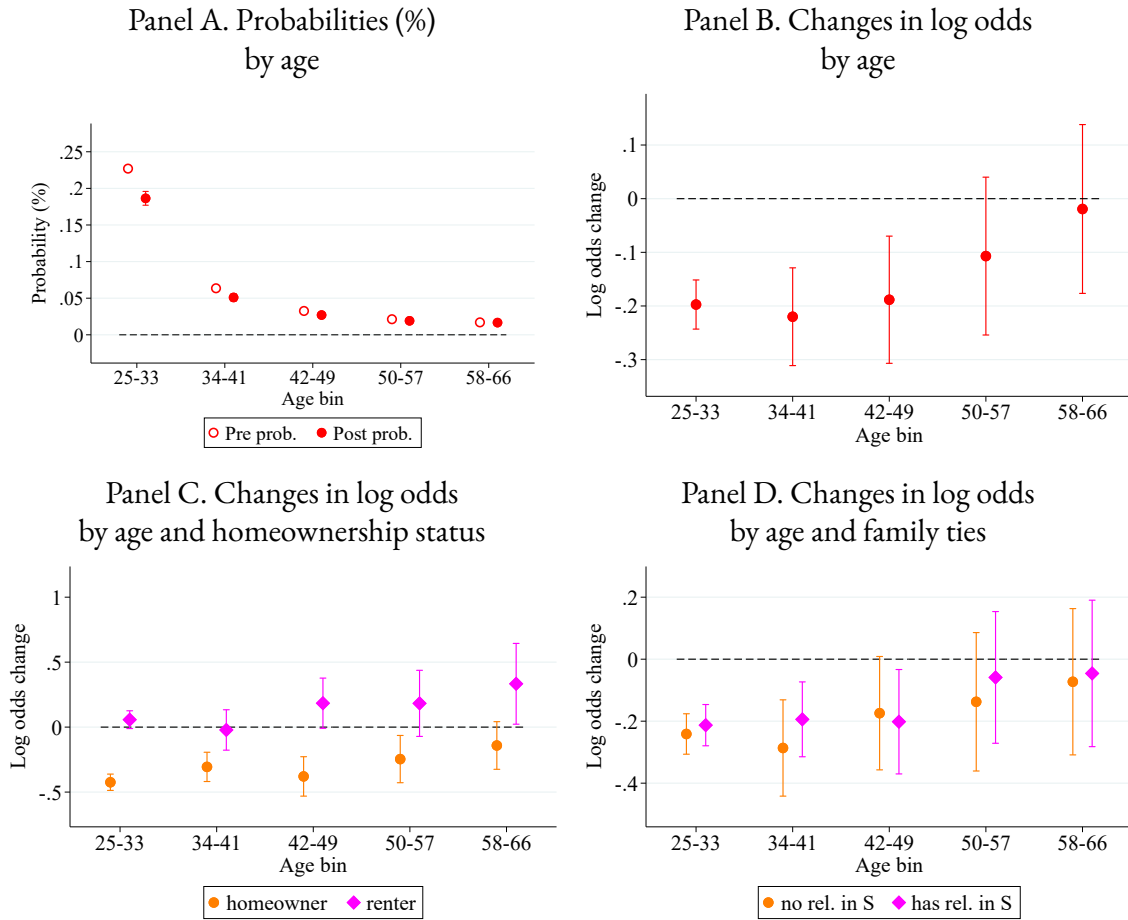 Panel A. Probabilities (%)
by age
Probability (%)
.25
.2
.15
.1
.05
0
25-33
34-41
42-49
50-57
58-66
Age bin
Pre prob.
Post prob.
Panel B. Changes in log odds
by age
Log odds change
.1
0
-.1
-.2
-.3
25-33
34-41
42-49
50-57
58-66
Age bin
Panel C. Changes in log odds
by age and homeownership status
Log odds change
1
.5
0
-.5
25-33
34-41
42-49
50-57
58-66
Age bin
homeowner
renter
Panel D. Changes in log odds
by age and family ties
Log odds change
.2
0
-.2
-.4
25-33
34-41
42-49
50-57
58-66
Age bin
no rel. in S
has rel. in S